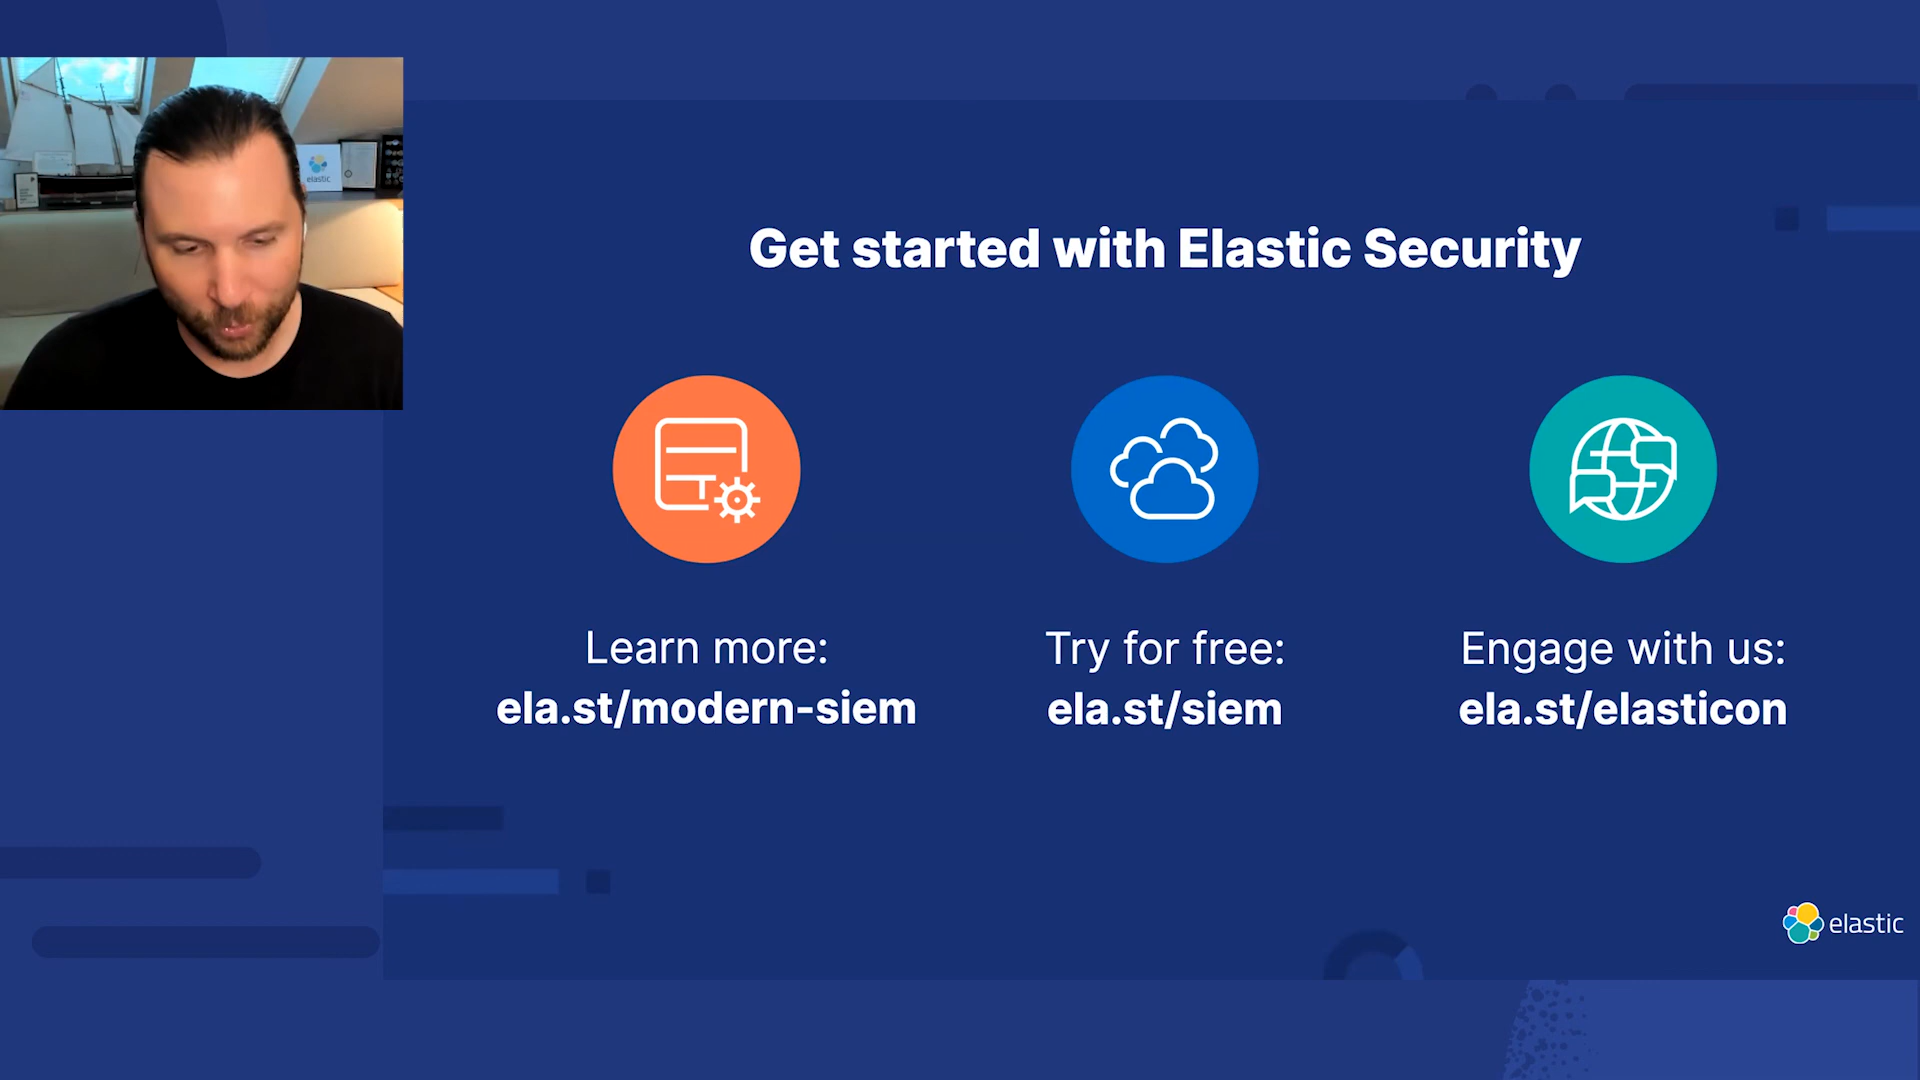 elastic
Get started with Elastic Security
Learn more:
ela.st/modern-siem
Try for free:
ela.st/siem
Engage with us:
ela.st/elasticon
elastic